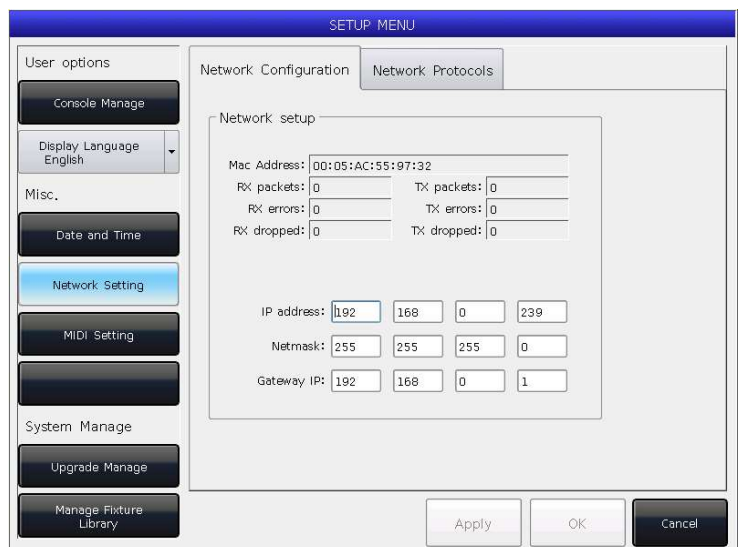 SETUP MENU
User options
Console Manage
Display Language
English
Misc.
Date and Time
Network Setting
MIDI Setting
System Manage
Upgrade Manage
Manage Fixture
Library
Network Configuration
Network Protocols
Network setup
Mac Address: 00:05:AC:55:97:32
RX packets: 0 TX packets: 0
RX errors: 0 TX errors: 0
RX dropped: 0 TX dropped: 0
IP address: 192 168 0 239
Netmask: 255 255 255 0
Gateway IP: 192 168 0 1
Apply
OK
Cancel